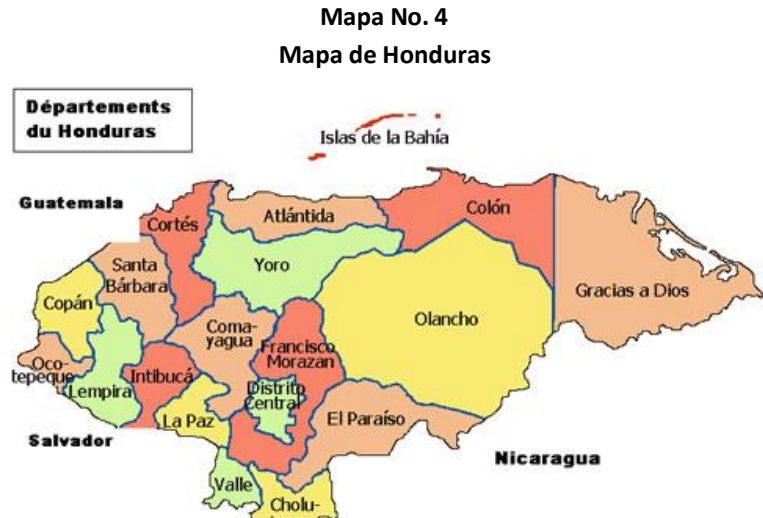 Mapa No. 4
Mapa de Honduras
Départements
du Honduras
Islas de la Bahía
Guatemala
Cortés
Atlántida
Colón
Santa
Bárbara
Yoro
Copán
Gracias a Dios
Olancho
Coma-
yagua
Francisco
Morazan
Oco-
tepeque
Lempira
Intibucá
Distrito
Central
La Paz
El Paraíso
Salvador
Nicaragua
Valle
Cholu-